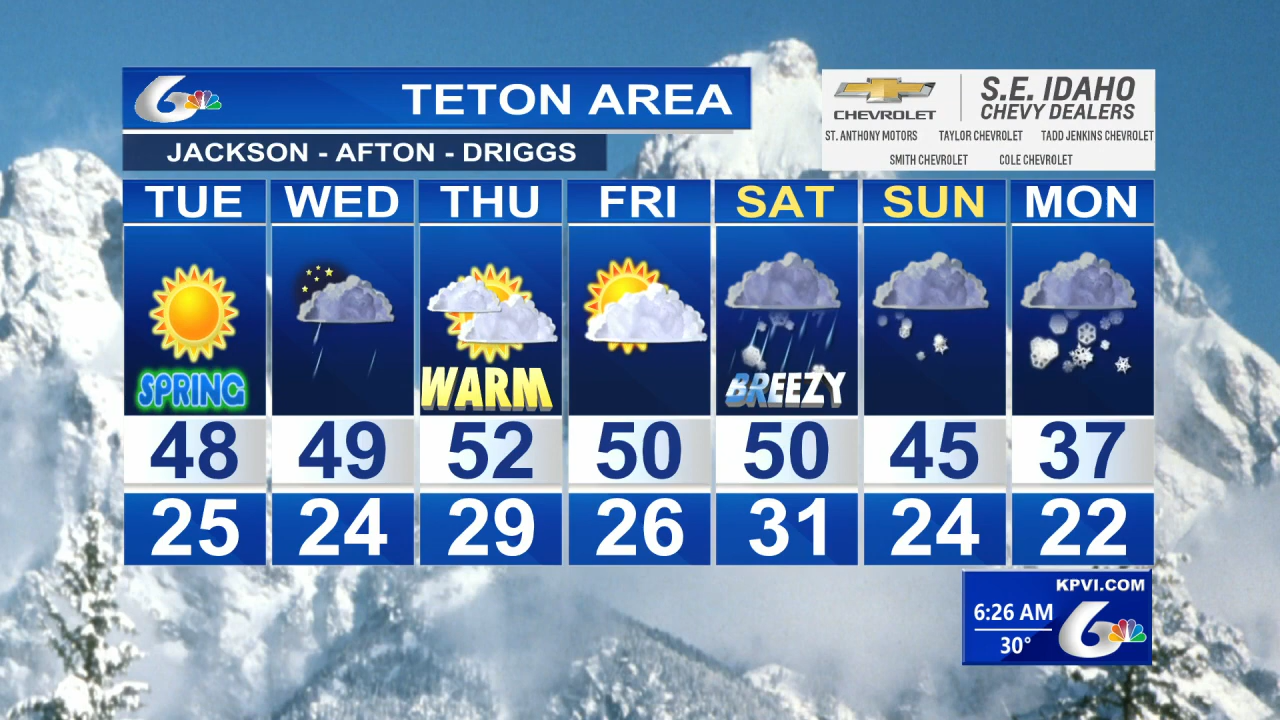 6
TETON AREA
JACKSON - AFTON - DRIGGS
CHEVROLET
S.E. IDAHO
CHEVY DEALERS
ST. ANTHONY MOTORS TAYLOR CHEVROLET TADD JENKINS CHEVROLET
SMITH CHEVROLET COLE CHEVROLET
TUE WED THU FRI SAT SUN MON
SPRING WARM BREEZY
48 49 52 50 50 45 37
25 24 29 26 31 24 22
KPVI.COM
6:26 AM
30°
6